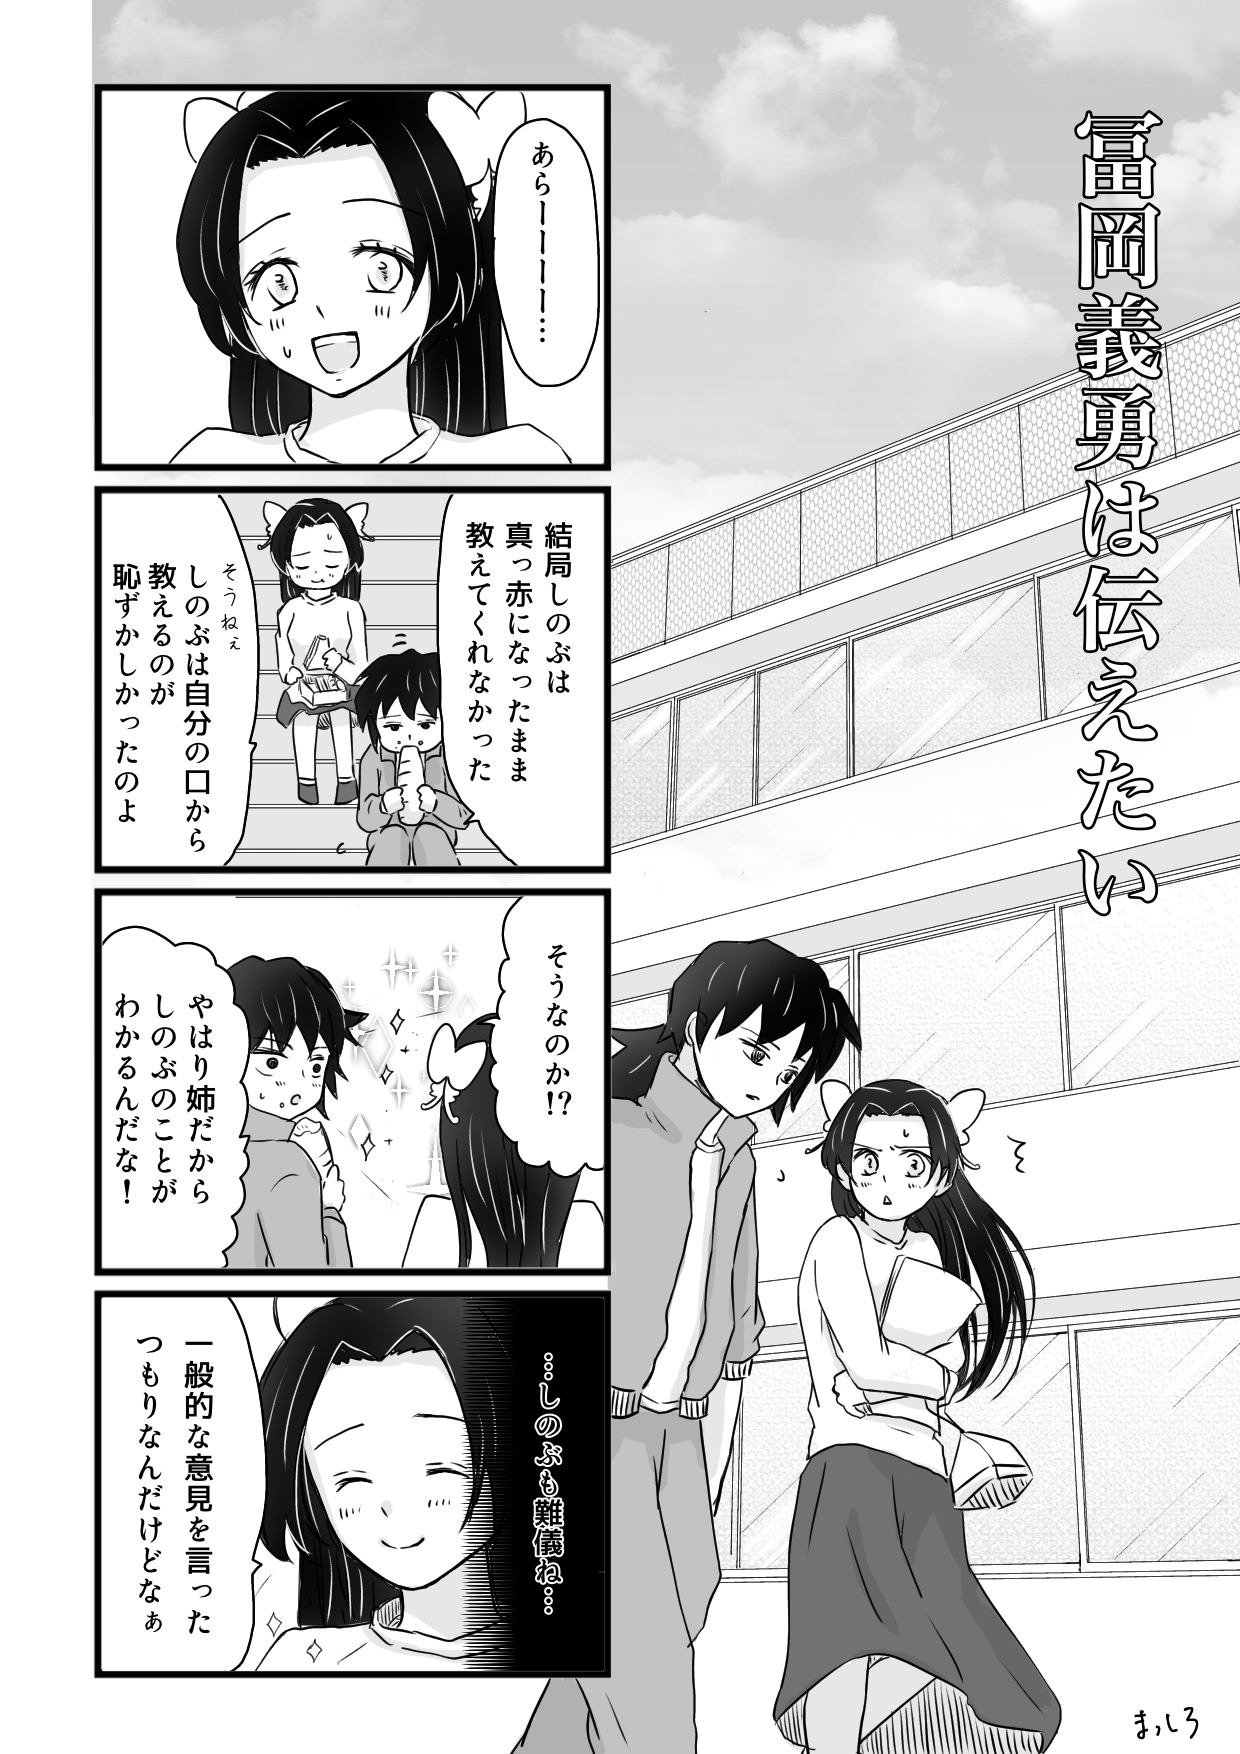 冨岡義勇は伝えたい
あらーーーー…
結局しのぶは
真っ赤になったまま
教えてくれなかった
そうねぇ
しのぶは自分の口から
教えるのが
恥ずかしかったのよ
そうなのか!?
やはり姉だから
しのぶのことが
わかるんだな！
…しのぶも難儀ね…
一般的な意見を言った
つもりなんだけどなぁ
まっしろ